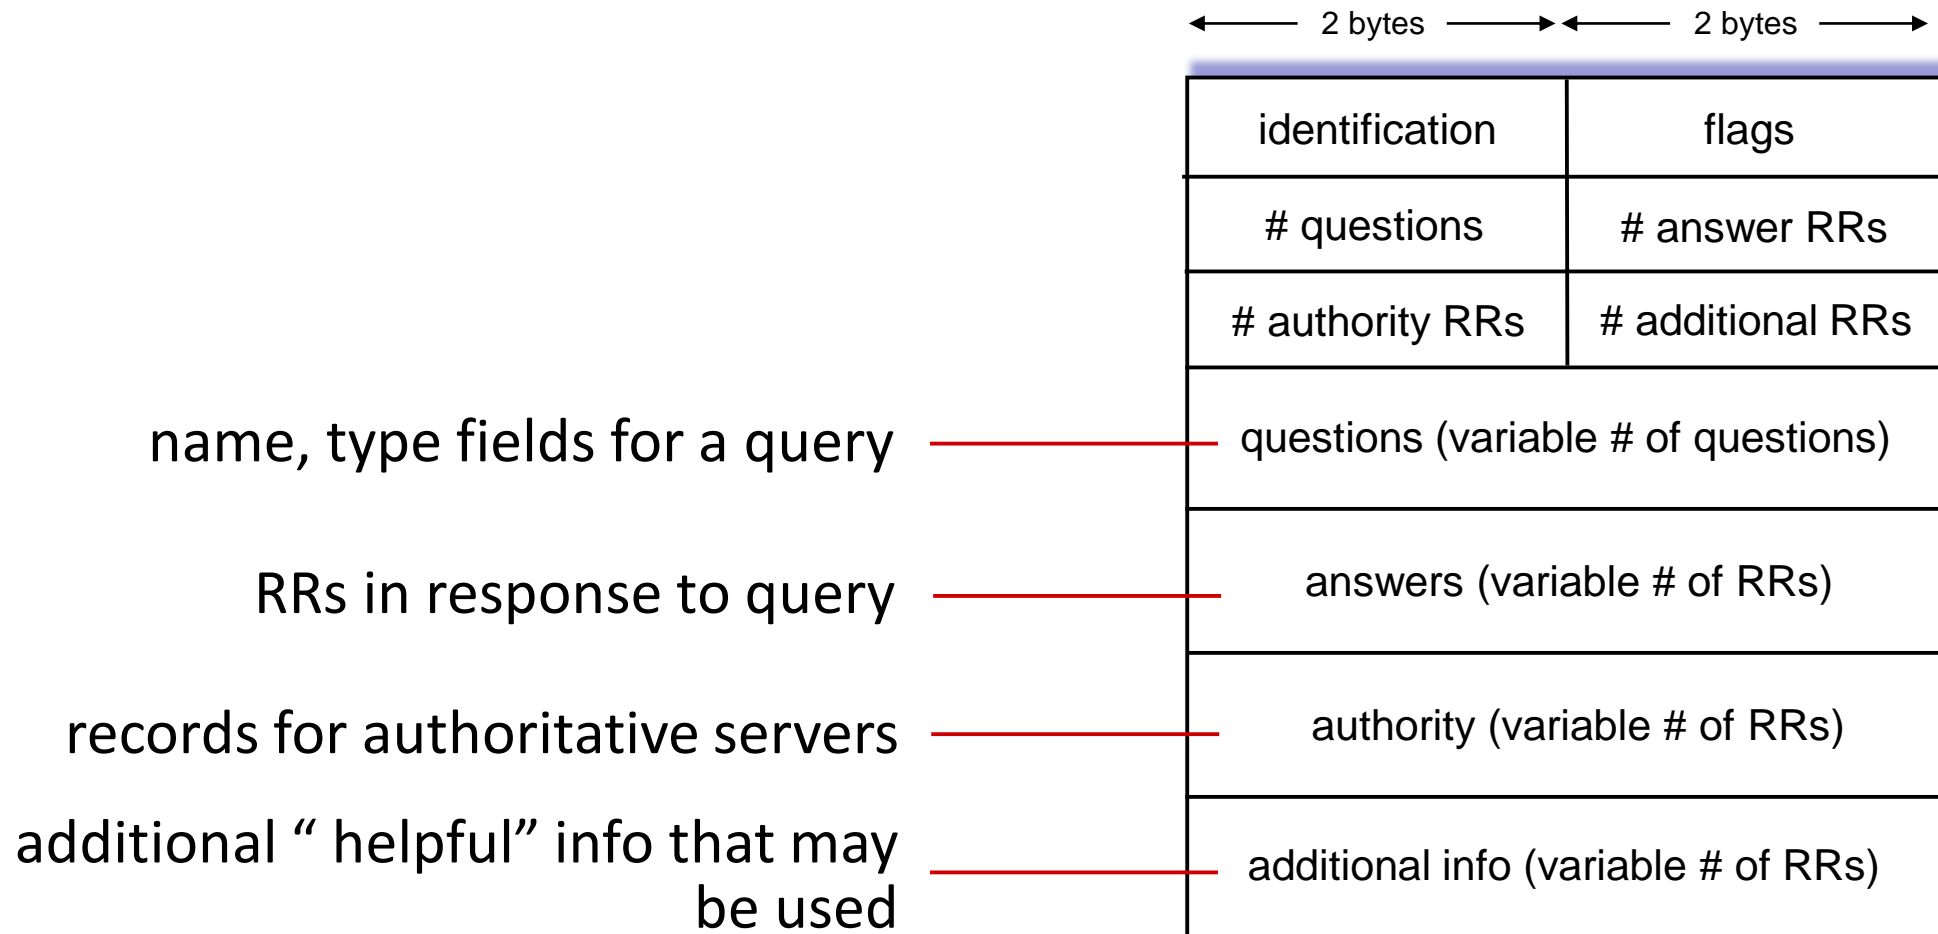 2 bytes 2 bytes
identification flags
# questions # answer RRs
# authority RRs # additional RRs
name, type fields for a query questions (variable # of questions)
RRs in response to query answers (variable # of RRs)
records for authoritative servers authority (variable # of RRs)
additional “ helpful” info that may
be used
additional info (variable # of RRs)